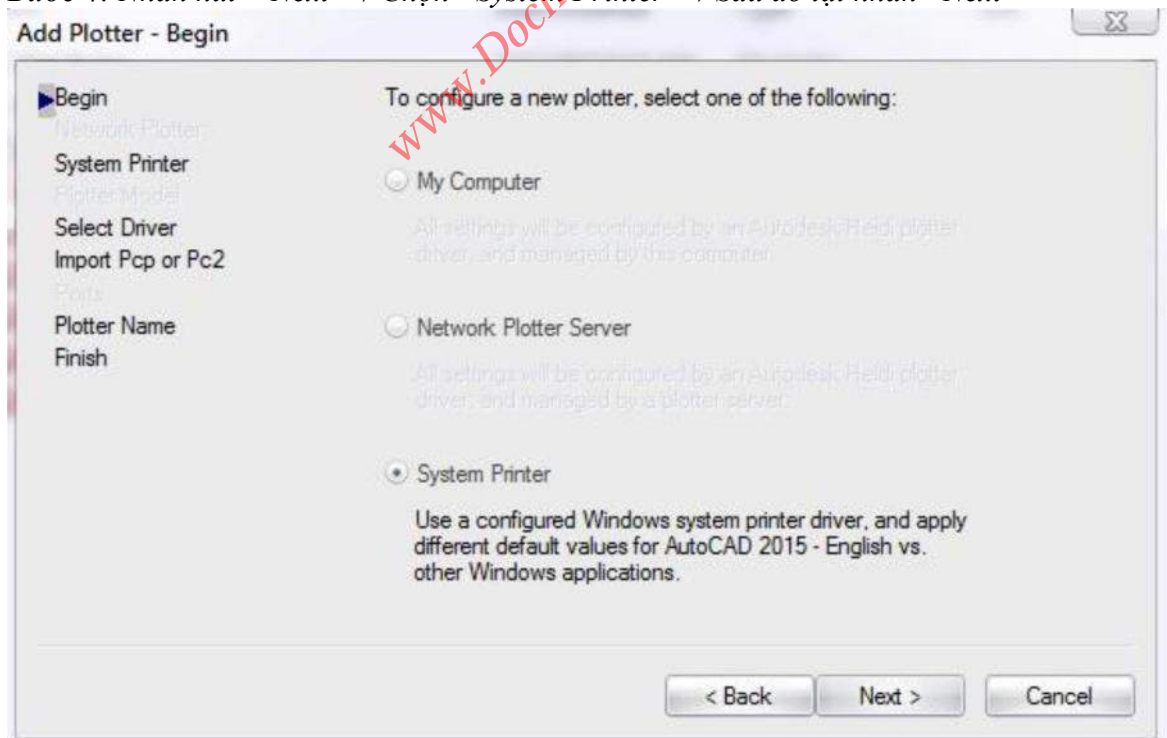 Add Plotter - Begin
Begin
Network Plotter
System Printer
Plotter Model
Select Driver
Import Pcp or Pc2
Ports
Plotter Name
Finish
To configure a new plotter, select one of the following:
My Computer
All settings will be configured by an Autodesk Heidi plotter
driver, and managed by this computer.
Network Plotter Server
All settings will be configured by an Autodesk Heidi plotter
driver, and managed by a plotter server.
System Printer
Use a configured Windows system printer driver, and apply
different default values for AutoCAD 2015 - English vs.
other Windows applications.
< Back
Next >
Cancel